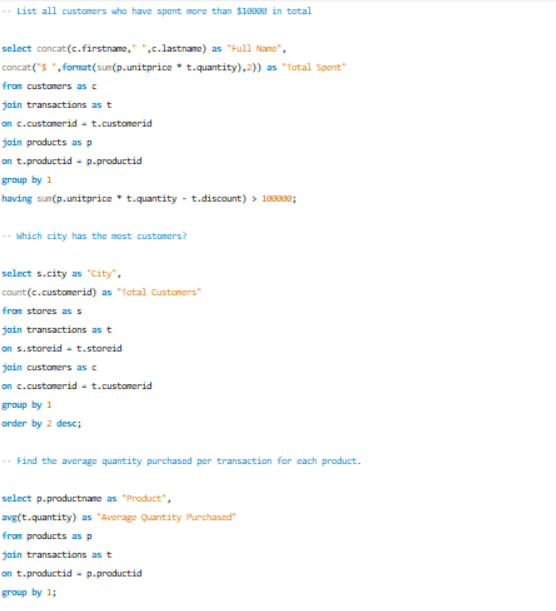 -- List all customers who have spent more than $10000 in total
select concat(c.firstname," ",c.lastname) as "Full Name",
concat("$ ",format(sum(p.unitprice * t.quantity),2)) as "Total Spent"
from customers as c
join transactions as t
on c.customerid = t.customerid
join products as p
on t.productid = p.productid
group by 1
having sum(p.unitprice * t.quantity - t.discount) > 100000;
-- Which city has the most customers?
select s.city as "City",
count(c.customerid) as "Total Customers"
from stores as s
join transactions as t
on s.storeid = t.storeid
join customers as c
on c.customerid = t.customerid
group by 1
order by 2 desc;
-- Find the average quantity purchased per transaction for each product.
select p.productname as "Product",
avg(t.quantity) as "Average Quantity Purchased"
from products as p
join transactions as t
on t.productid = p.productid
group by 1;